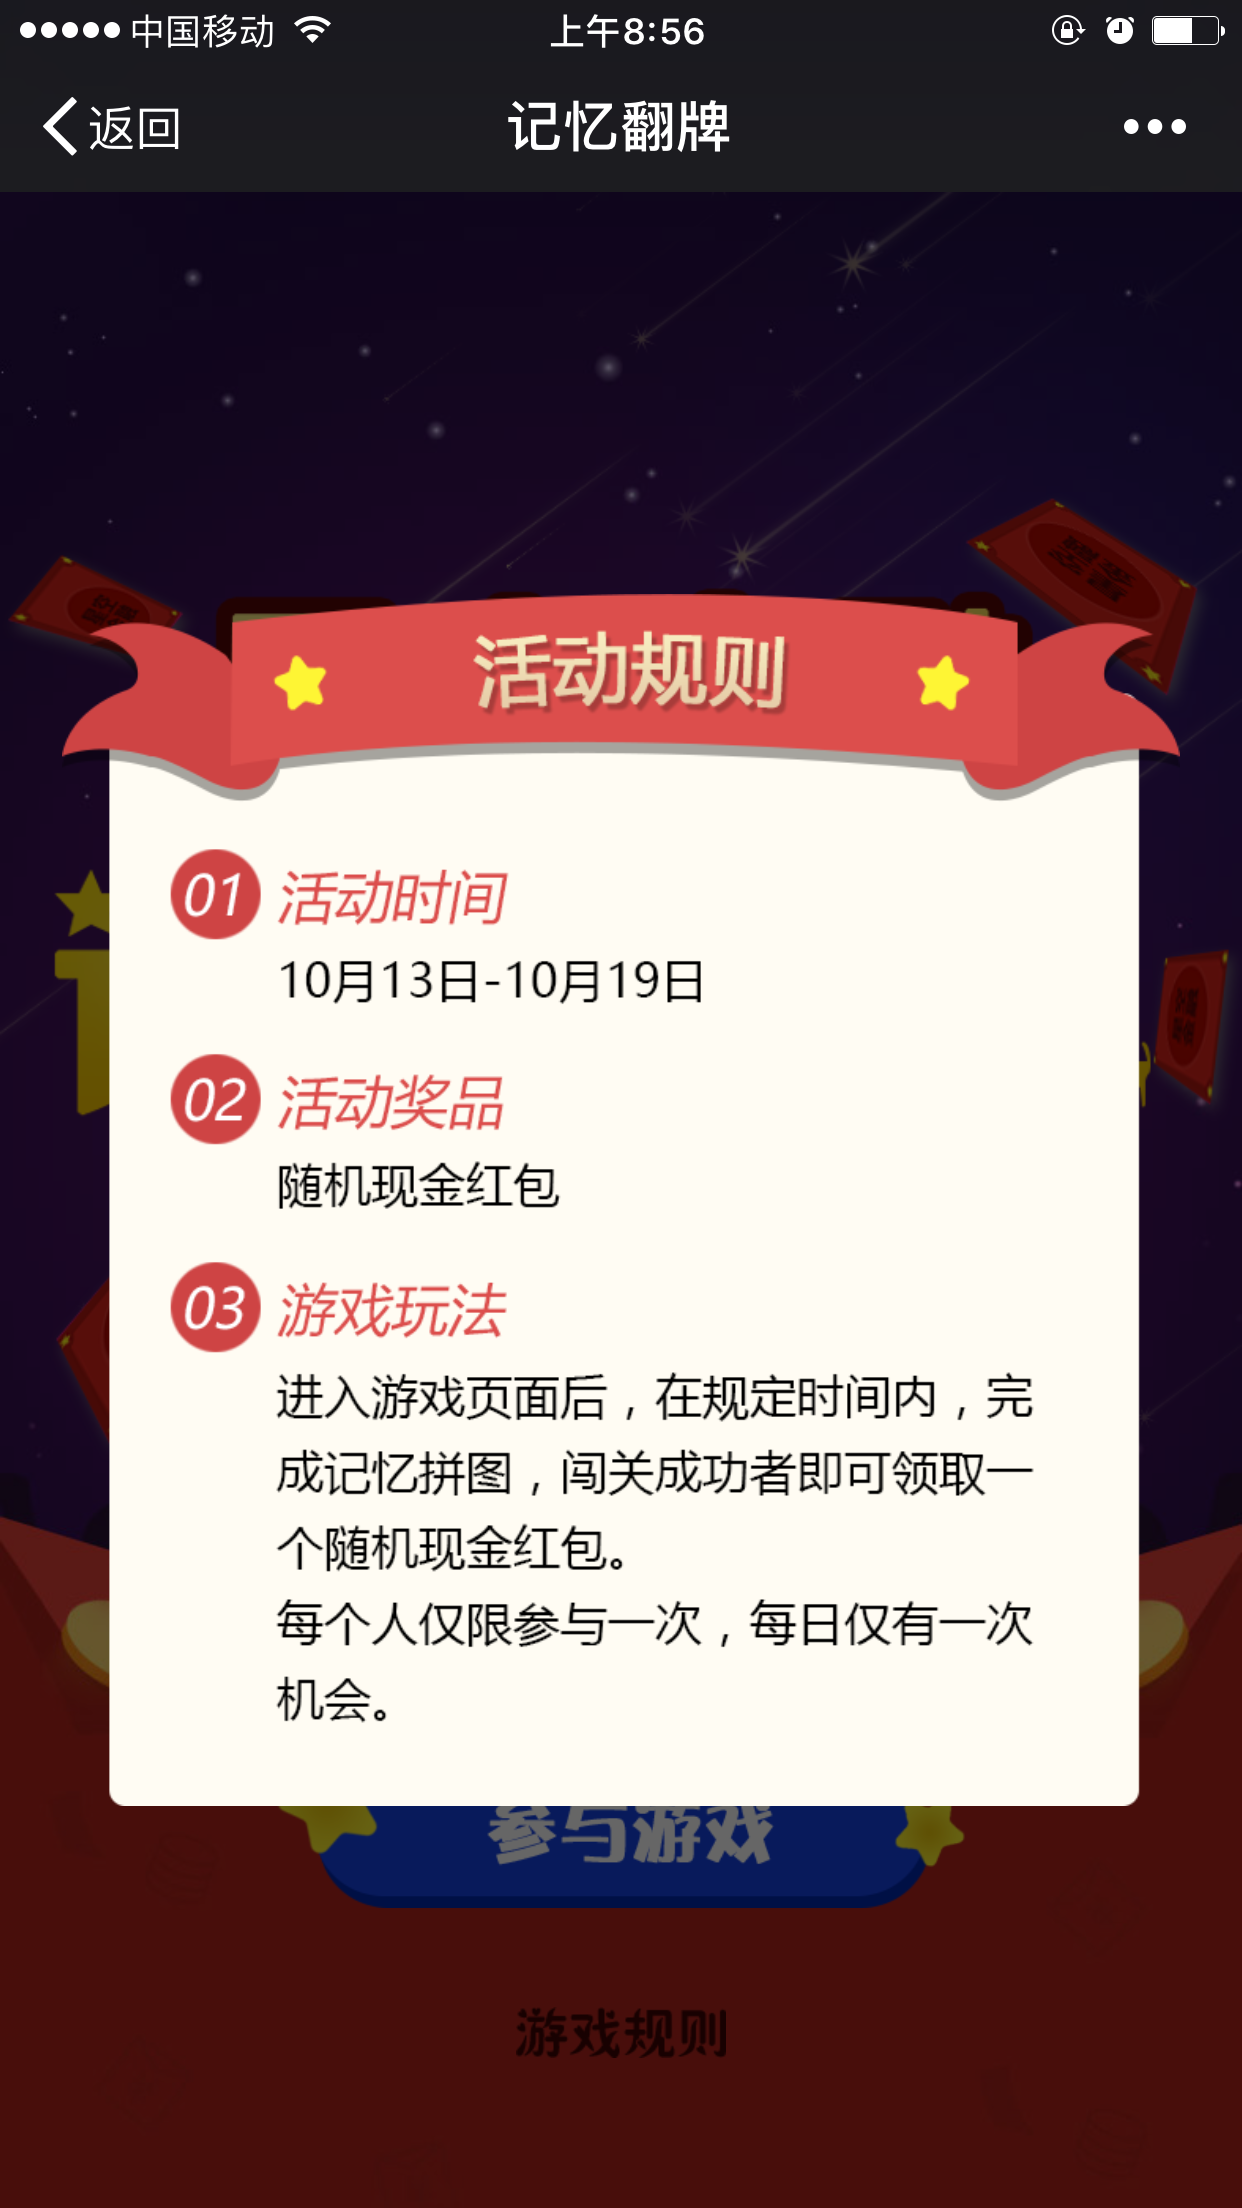 中国移动
上午8:56
返回
记忆翻牌
活动规则
01 活动时间
10月13日-10月19日
02 活动奖品
随机现金红包
03 游戏玩法
进入游戏页面后，在规定时间内，完
成记忆拼图，闯关成功者即可领取一
个随机现金红包。
每个人仅限参与一次，每日仅有一次
机会。
参与游戏
游戏规则